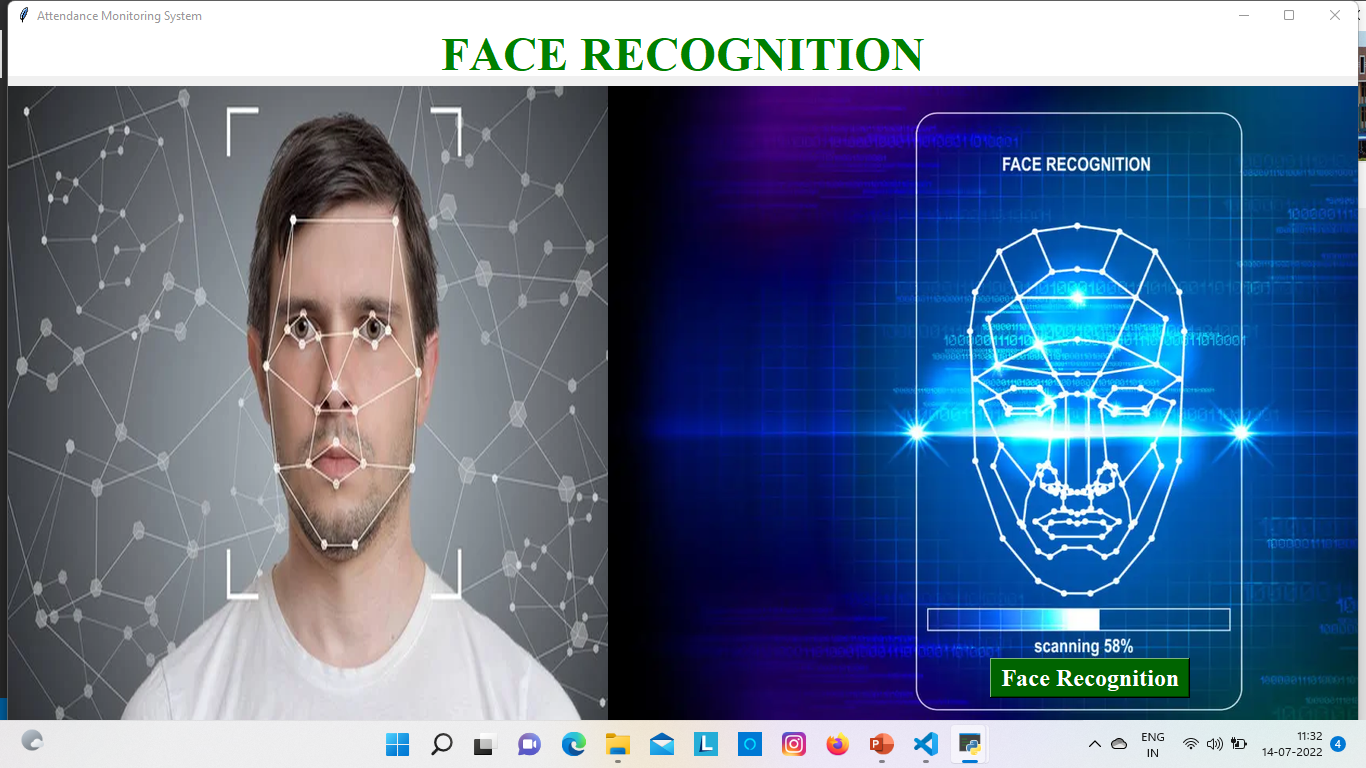 Attendance Monitoring System
FACE RECOGNITION
FACE RECOGNITION
scanning 58%
Face Recognition
ENG
IN
11:32
14-07-2022
4